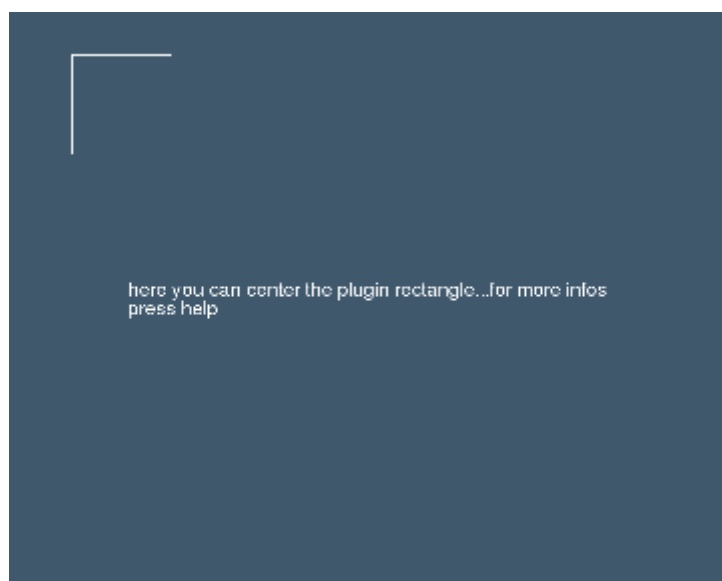 here you can center the plugin rectangle...for more infos
press help